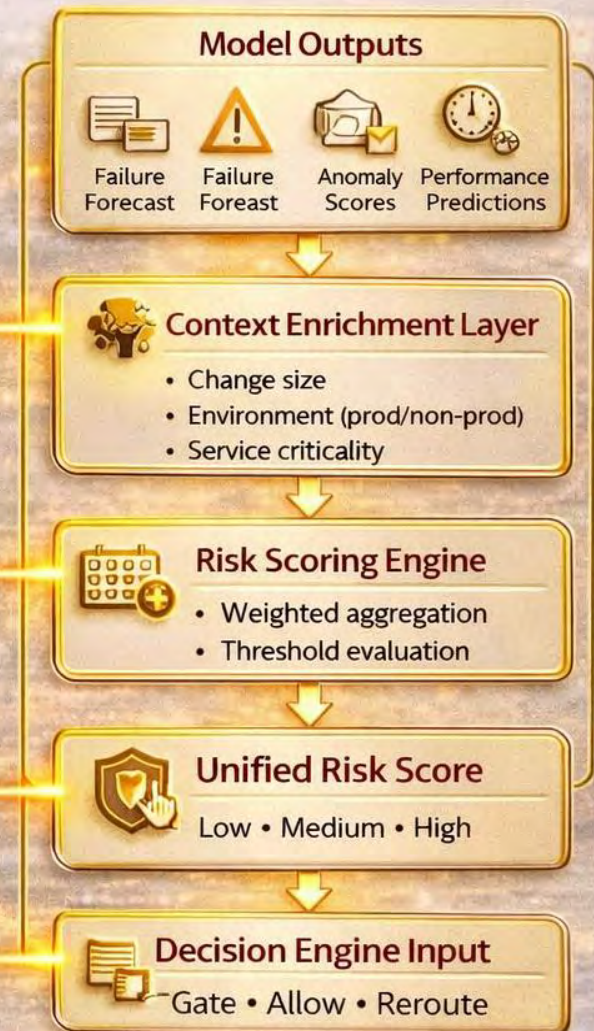 Model Outputs
Failure Forecast
Failure Foreast
Anomaly Scores
Performance Predictions
Context Enrichment Layer
• Change size
• Environment (prod/non-prod)
• Service criticality
Risk Scoring Engine
• Weighted aggregation
• Threshold evaluation
Unified Risk Score
Low • Medium • High
Decision Engine Input
Gate • Allow • Reroute